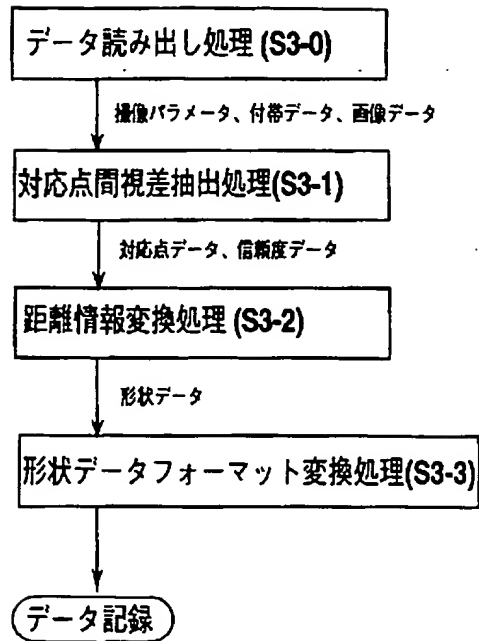 データ読み出し処理 (S3-0)
撮像パラメータ、付帯データ、画像データ
対応点間視差抽出処理(S3-1)
対応点データ、信頼度データ
距離情報変換処理 (S3-2)
形状データ
形状データフォーマット変換処理(S3-3)
データ記録